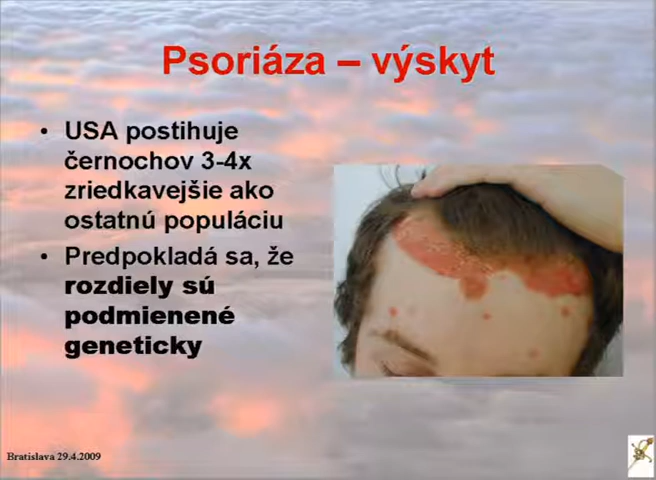 Psoriáza – výskyt
• USA postihuje
černochov 3-4x
zriedkavejšie ako
ostatnú populáciu
• Predpokladá sa, že
rozdiely sú
podmienené
geneticky
Bratislava 29.4.2009